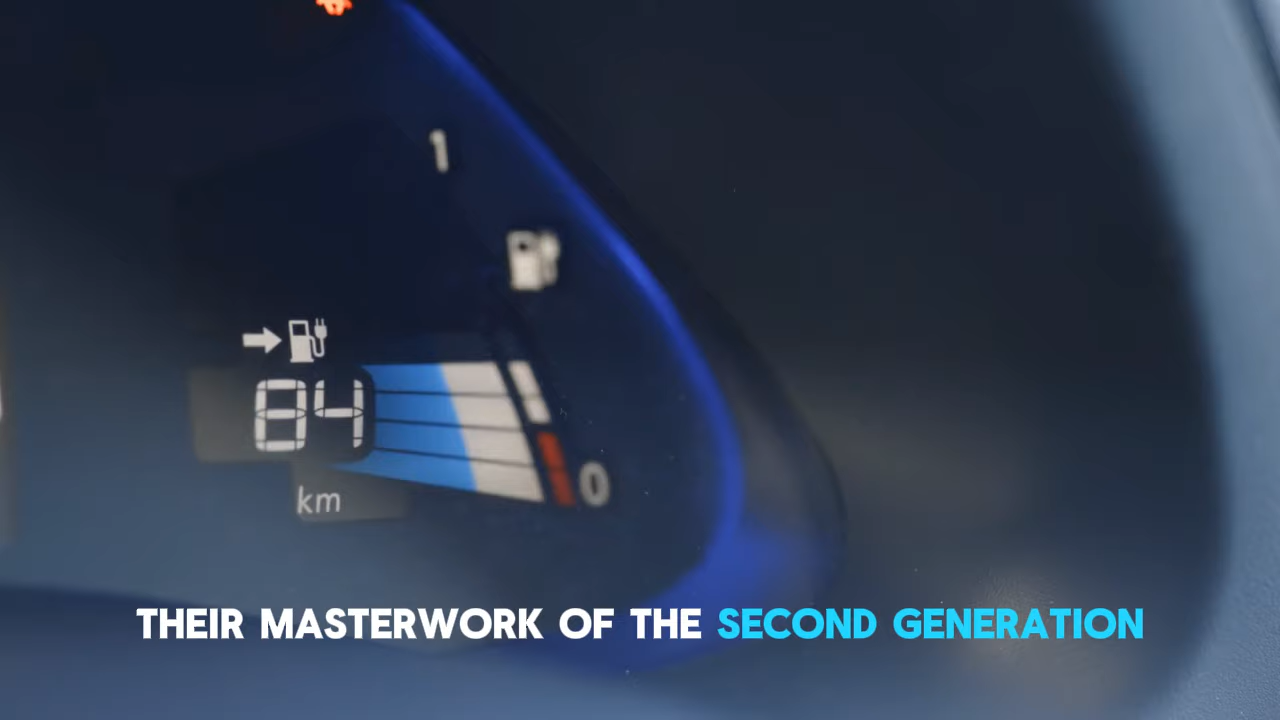 1
84
km
0
THEIR MASTERWORK OF THE SECOND GENERATION